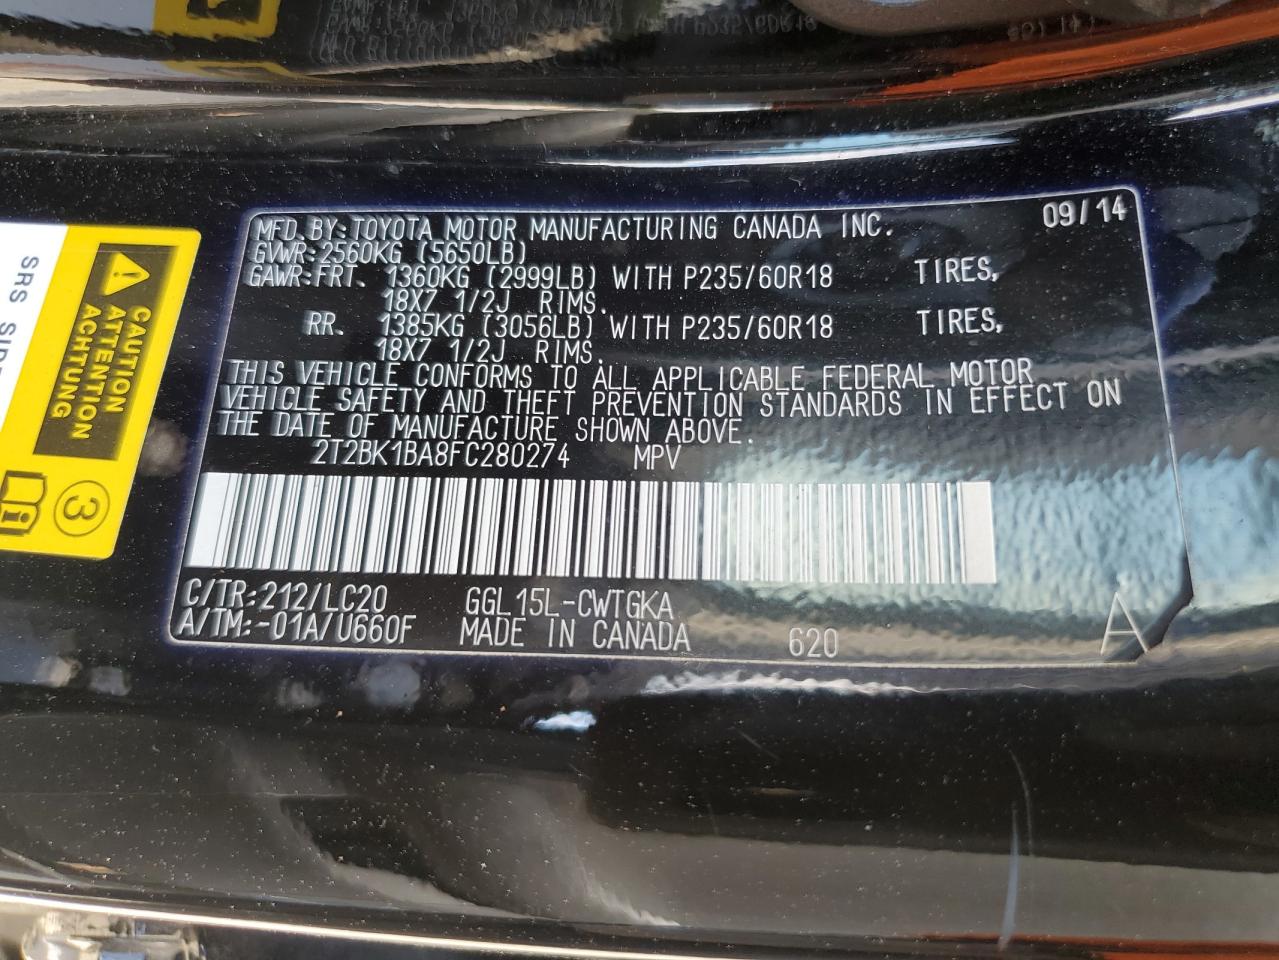 MFD. BY: TOYOTA MOTOR MANUFACTURING CANADA INC. 09/14
GVWR: 2560KG (5650LB)
GAWR: FRT. 1360KG (2999LB) WITH P235/60R18 TIRES,
18X7 1/2J RIMS.
RR. 1385KG (3056LB) WITH P235/60R18 TIRES,
18X7 1/2J RIMS.
THIS VEHICLE CONFORMS TO ALL APPLICABLE FEDERAL MOTOR
VEHICLE SAFETY AND THEFT PREVENTION STANDARDS IN EFFECT ON
THE DATE OF MANUFACTURE SHOWN ABOVE.
2T2BK1BA8FC280274 MPV
C/TR: 212/LC20 GGL15L-CWTGKA
A/TM: -01A/U660F MADE IN CANADA 620 A
CAUTION
ATTENTION
ACHTUNG
3
i
SRS